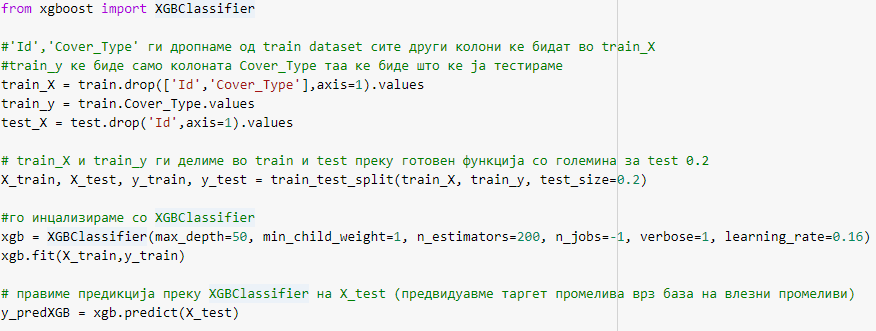 from xgboost import XGBClassifier
#'Id','Cover_Type' ги дропнаме од train dataset сите други колони ке бидат во train_X
#train_y ке биде само колоната Cover_Type таа ке биде што ке ја тестираме
train_X = train.drop(['Id','Cover_Type'],axis=1).values
train_y = train.Cover_Type.values
test_X = test.drop('Id',axis=1).values
# train_X и train_y ги делиме во train и test преку готовен функција со големина за test 0.2
X_train, X_test, y_train, y_test = train_test_split(train_X, train_y, test_size=0.2)
#го инцализираме со XGBClassifier
xgb = XGBClassifier(max_depth=50, min_child_weight=1, n_estimators=200, n_jobs=-1, verbose=1, learning_rate=0.16)
xgb.fit(X_train,y_train)
# правиме предикција преку XGBClassifier на X_test (предвидуавме таргет промелива врз база на влезни промеливи)
y_predXGB = xgb.predict(X_test)